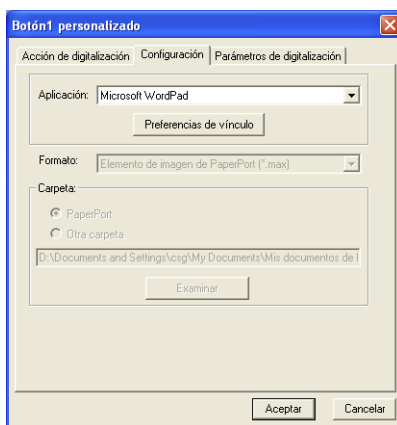 Botón1 personalizado
Acción de digitalización Configuración Parámetros de digitalización
Aplicación: Microsoft WordPad
Preferencias de vínculo
Formato: Elemento de imagen de PaperPort (*.max)
Carpeta:
PaperPort
Otra carpeta
D:\Documents and Settings\csg\My Documents\Mis documentos de
Examinar
Aceptar Cancelar